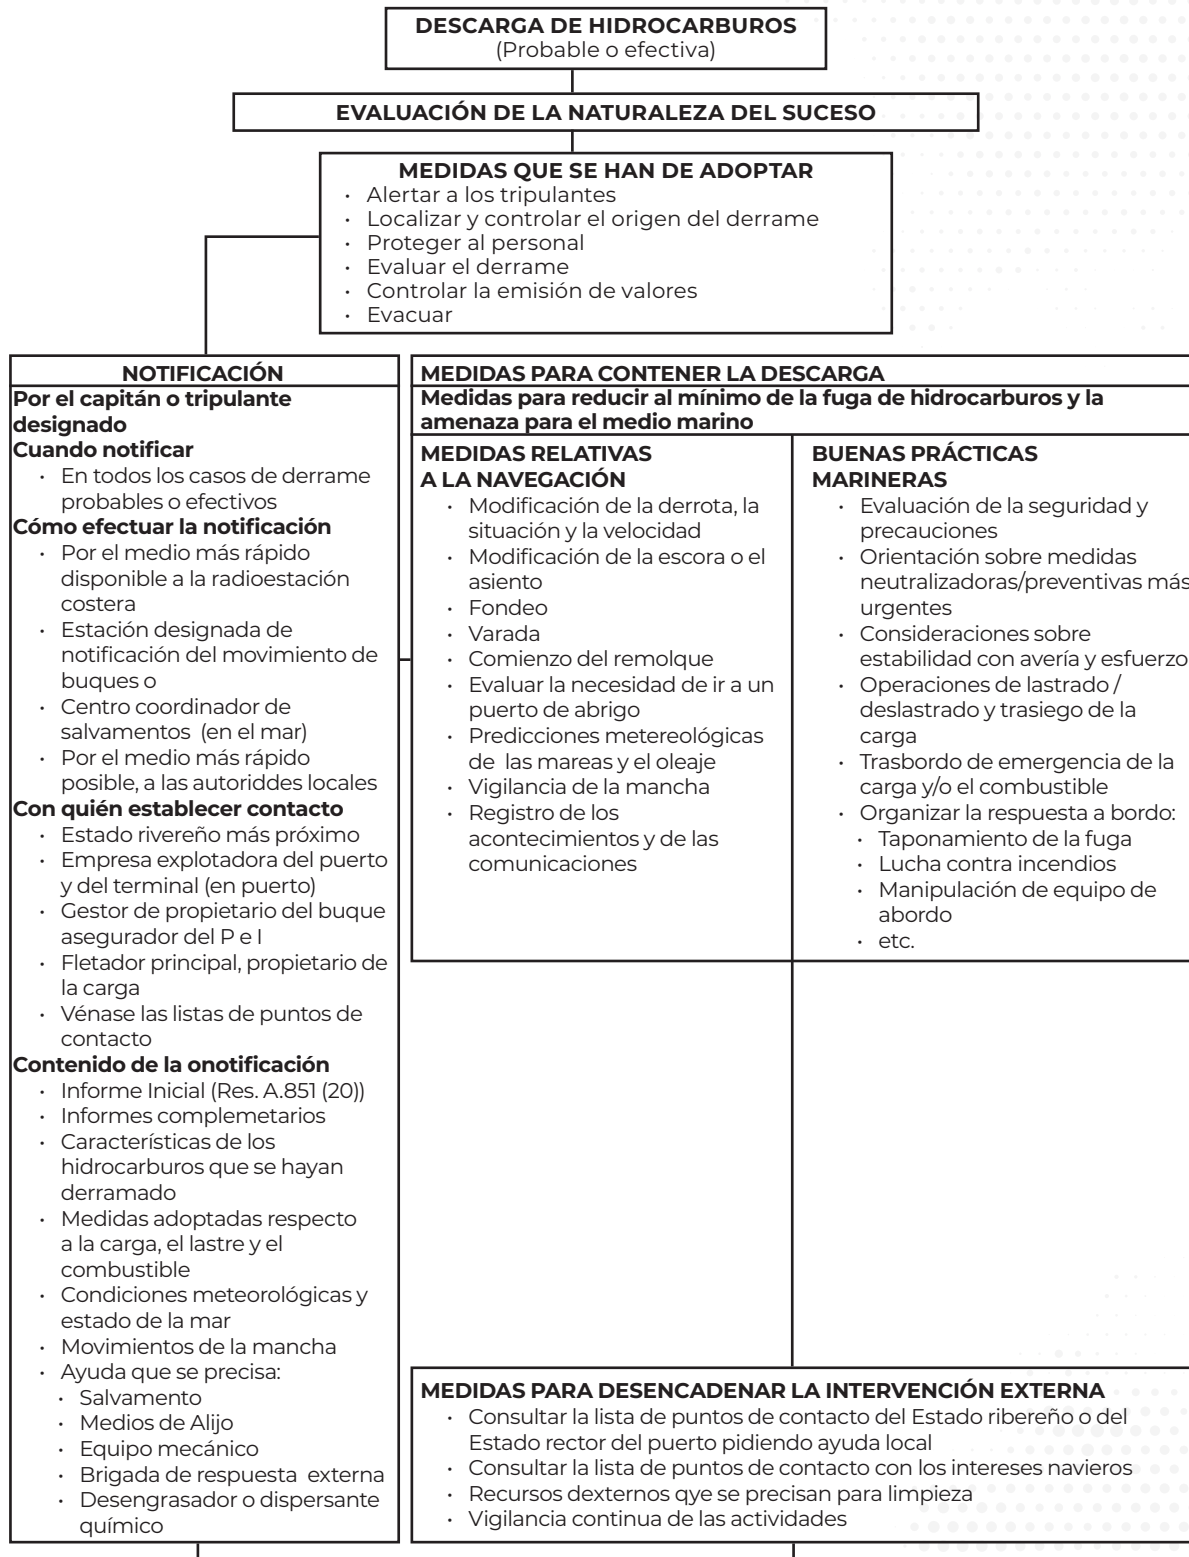 DESCARGA DE HIDROCARBUROS
(Probable o efectiva)
EVALUACIÓN DE LA NATURALEZA DEL SUCESO
MEDIDAS QUE SE HAN DE ADOPTAR
· Alertar a los tripulantes
· Localizar y controlar el origen del derrame
· Proteger al personal
· Evaluar el derrame
· Controlar la emisión de valores
· Evacuar
NOTIFICACIÓN
Por el capitán o tripulante
designado
Cuando notificar
· En todos los casos de derrame
probables o efectivos
Cómo efectuar la notificación
· Por el medio más rápido
disponible a la radioestación
costera
· Estación designada de
notificación del movimiento de
buques o
· Centro coordinador de
salvamentos (en el mar)
· Por el medio más rápido
posible, a las autoriddes locales
Con quién establecer contacto
· Estado rivereño más próximo
· Empresa explotadora del puerto
y del terminal (en puerto)
· Gestor de propietario del buque
asegurador del P e I
· Fletador principal, propietario de
la carga
· Vénase las listas de puntos de
contacto
Contenido de la onotificación
· Informe Inicial (Res. A.851 (20))
· Informes complemetarios
· Característicias de los
hidrocarburos que se hayan
derramado
· Medidas adoptadas respecto
a la carga, el lastre y el
combustible
· Condiciones meteorológicas y
estado de la mar
· Movimientos de la mancha
· Ayuda que se precisa:
· Salvamento
· Medios de Alijo
· Equipo mecánico
· Brigada de respuesta externa
· Desengrasador o dispersante
químico
MEDIDAS PARA CONTENER LA DESCARGA
Medidas para reducir al mínimo de la fuga de hidrocarburos y la
amenaza para el medio marino
MEDIDAS RELATIVAS
A LA NAVEGACIÓN
· Modificación de la derrota, la
situación y la velocidad
· Modificación de la escora o el
asiento
· Fondeo
· Varada
· Comienzo del remolque
· Evaluar la necesidad de ir a un
puerto de abrigo
· Predicciones metereológicas
de las mareas y el oleaje
· Vigilancia de la mancha
· Registro de los
acontecimientos y de las
comunicaciones
BUENAS PRÁCTICAS
MARINERAS
· Evaluación de la seguridad y
precauciones
· Orientación sobre medidas
neutralizadoras/preventivas más
urgentes
· Consideraciones sobre
estabilidad con avería y esfuerzo
· Operaciones de lastrado /
deslastrado y trasiego de la
carga
· Trasbordo de emergencia de la
carga y/o el combustible
· Organizar la respuesta a bordo:
· Taponamiento de la fuga
· Lucha contra incendios
· Manipulación de equipo de
abordo
· etc.
MEDIDAS PARA DESENCADENAR LA INTERVENCIÓN EXTERNA
· Consultar la lista de puntos de contacto del Estado ribereño o del
Estado rector del puerto pidiendo ayuda local
· Consultar la lista de puntos de contacto con los intereses navieros
· Recursos dexternos qye se precisan para limpieza
· Vigilancia continua de las actividades